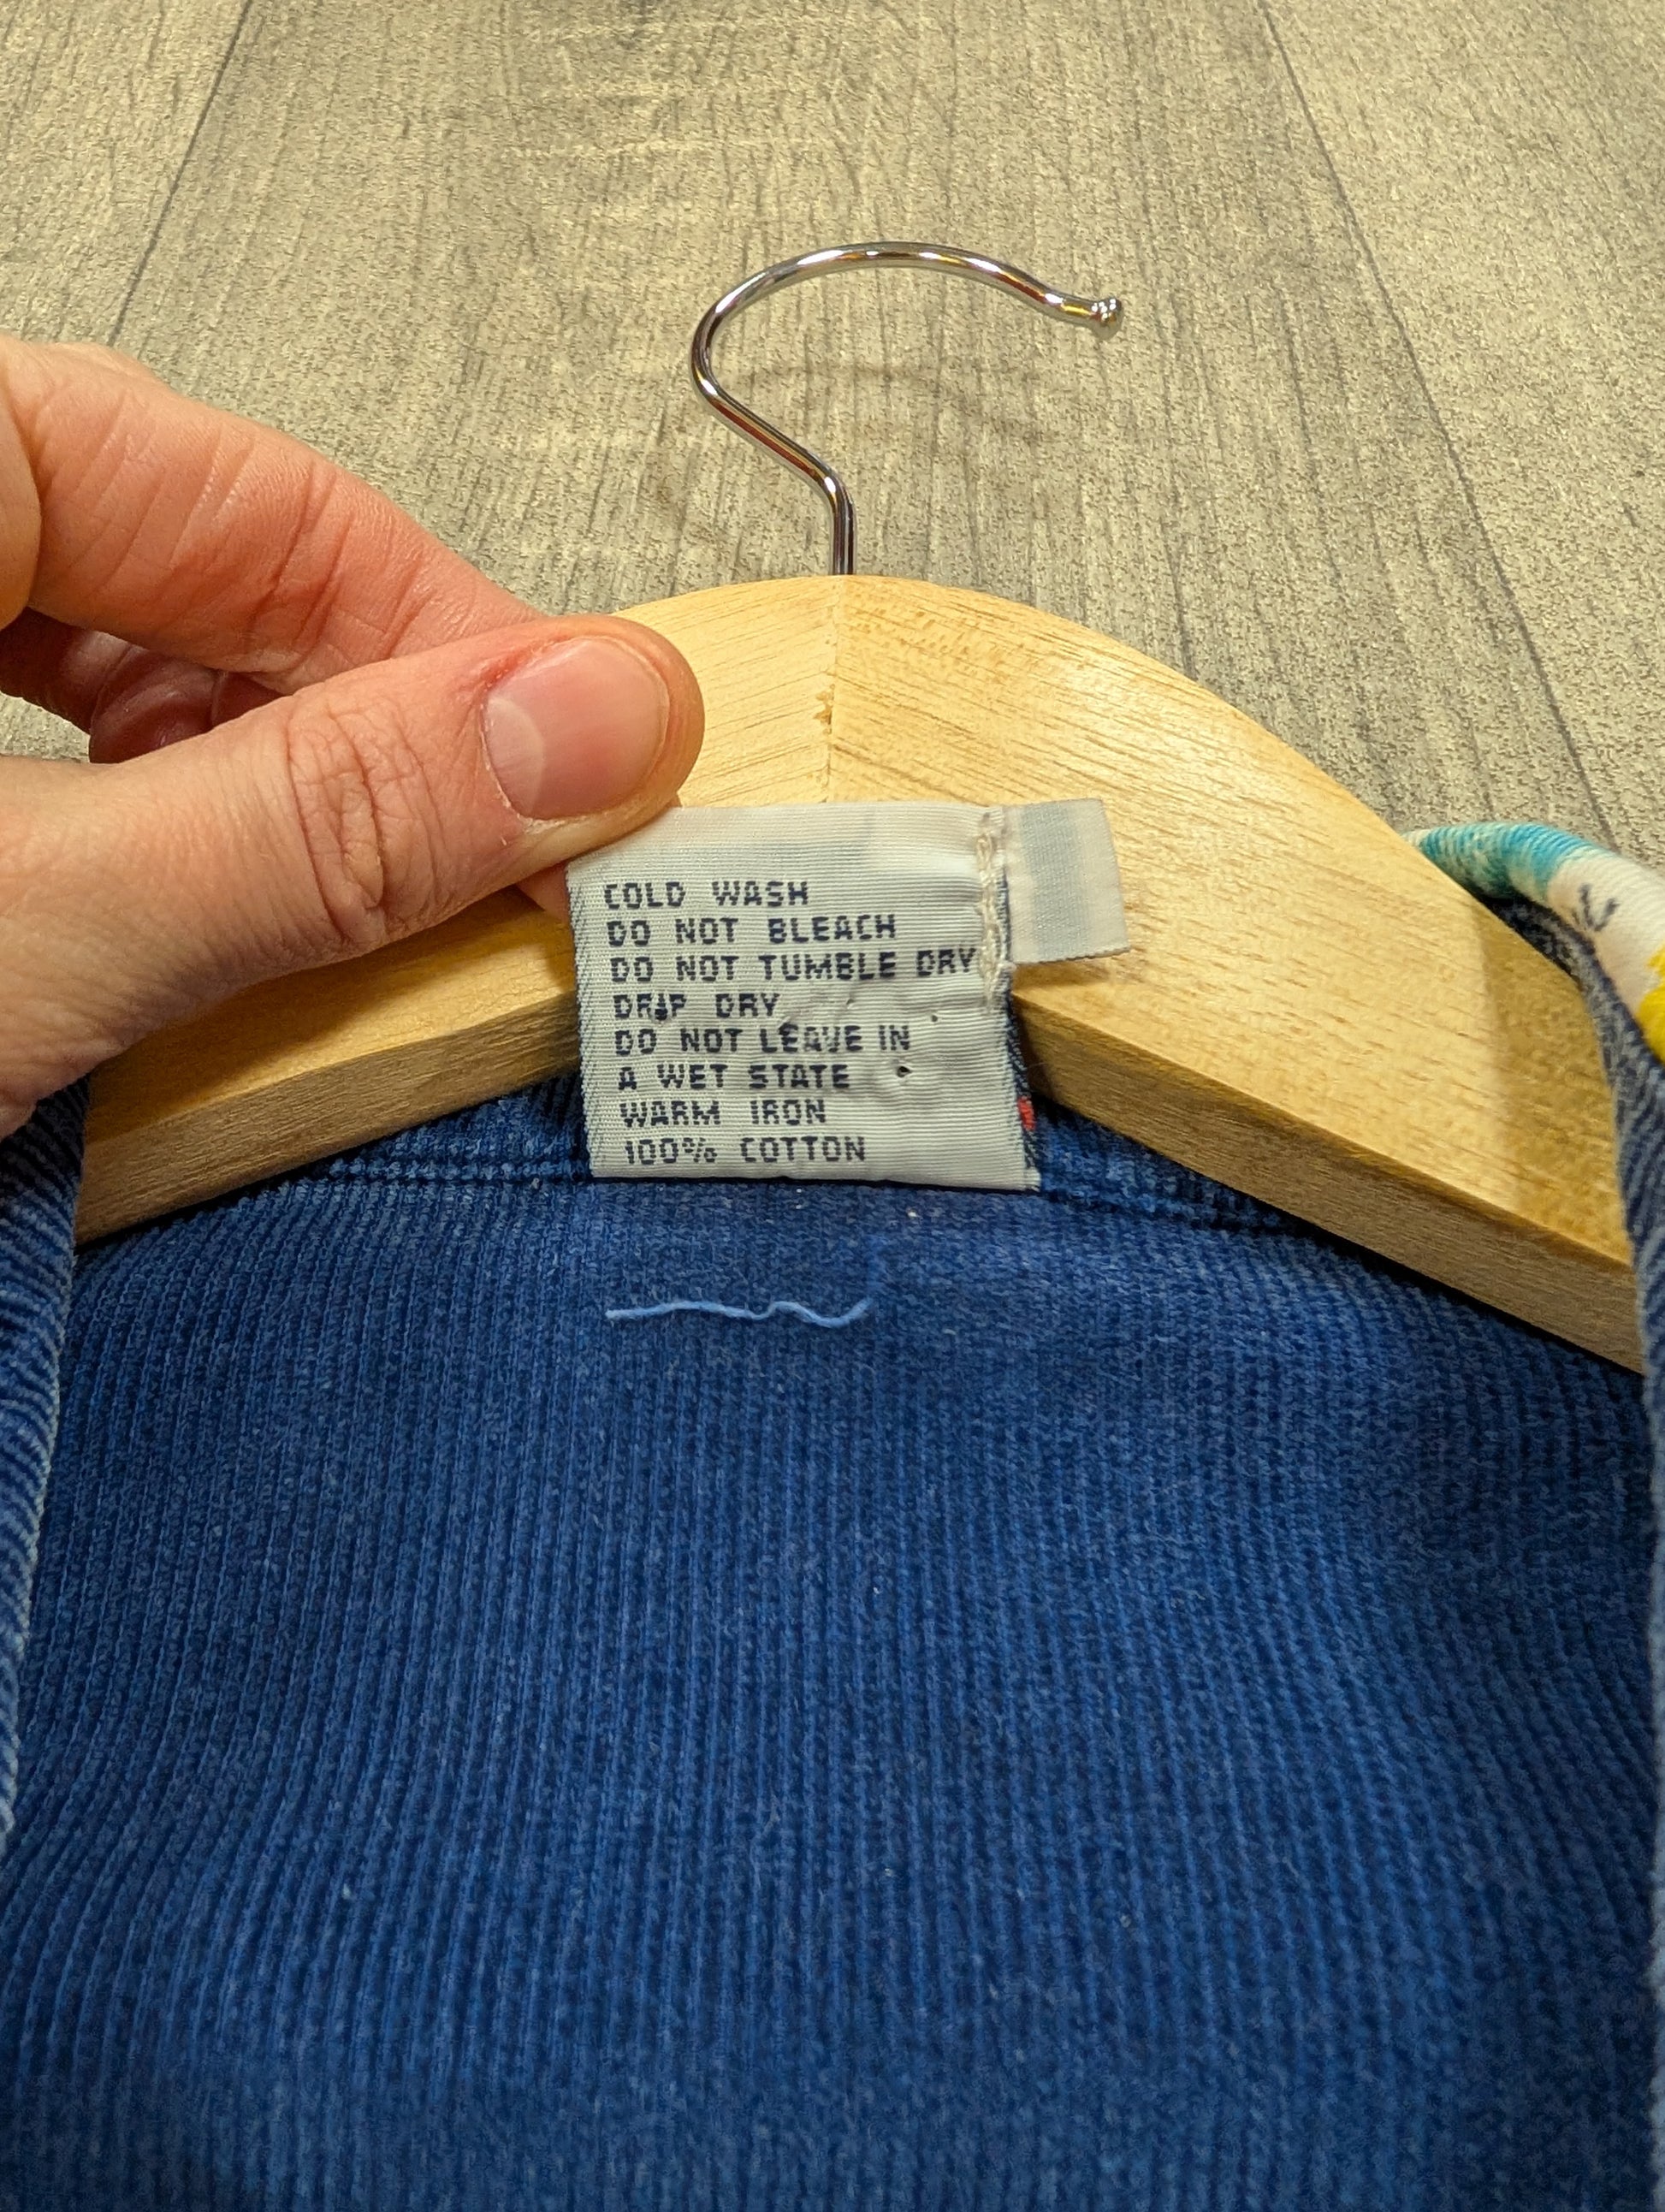 COLD WASH
DO NOT BLEACH
DO NOT TUMBLE DRY
DRIP DRY
DO NOT LEAVE IN
A WET STATE
WARM IRON
100% COTTON